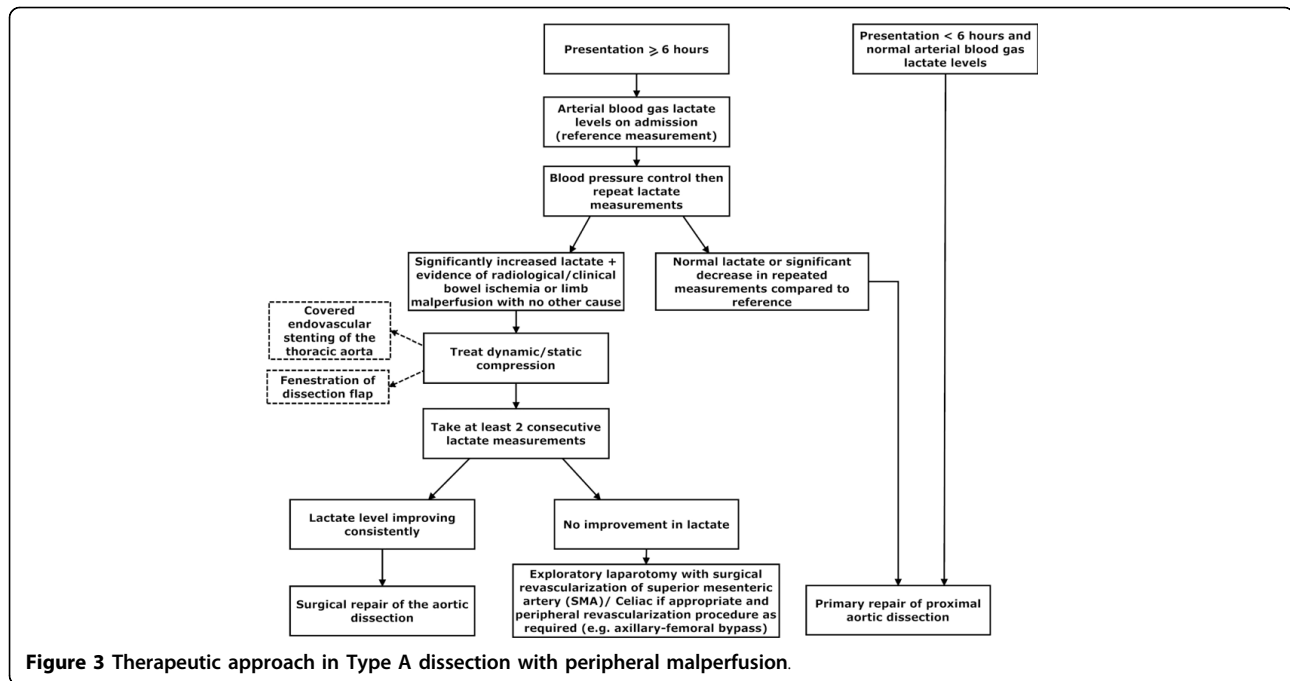 Presentation ⩾ 6 hours
Presentation < 6 hours and
normal arterial blood gas
lactate levels
Arterial blood gas lactate
levels on admission
(reference measurement)
Blood pressure control then
repeat lactate
measurements
Significantly increased lactate +
evidence of radiological/clinical
bowel ischemia or limb
malperfusion with no other cause
Normal lactate or significant
decrease in repeated
measurements compared to
reference
Covered
endovascular
stenting of the
thoracic aorta
Treat dynamic/static
compression
Fenestration of
dissection flap
Take at least 2 consecutive
lactate measurements
Lactate level improving
consistently
No improvement in lactate
Surgical repair of the aortic
dissection
Exploratory laparotomy with surgical
revascularization of superior mesenteric
artery (SMA)/ Celiac if appropriate and
peripheral revascularization procedure as
required (e.g. axillary-femoral bypass)
Primary repair of proximal
aortic dissection
Figure 3 Therapeutic approach in Type A dissection with peripheral malperfusion.